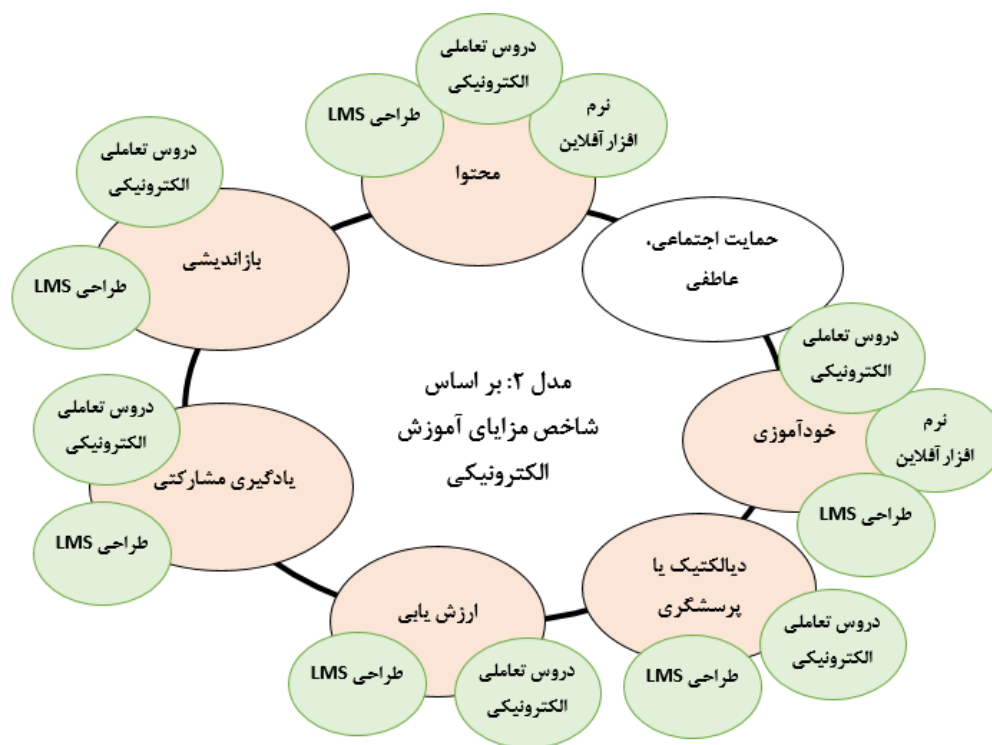 دروس تعاملی
الکترونیکی
طراحی LMS
نرم
افزار آفلاین
محتوا
حمایت اجتماعی،
عاطفی
دروس تعاملی
الکترونیکی
نرم
افزار آفلاین
خودآموزی
طراحی LMS
دیالکتیک یا
پرسشگری
دروس تعاملی
الکترونیکی
طراحی LMS
ارزش یابی
دروس تعاملی
الکترونیکی
طراحی LMS
یادگیری مشارکتی
دروس تعاملی
الکترونیکی
طراحی LMS
بازاندیشی
دروس تعاملی
الکترونیکی
طراحی LMS
مدل ۲: بر اساس
شاخص مزایای آموزش
الکترونیکی